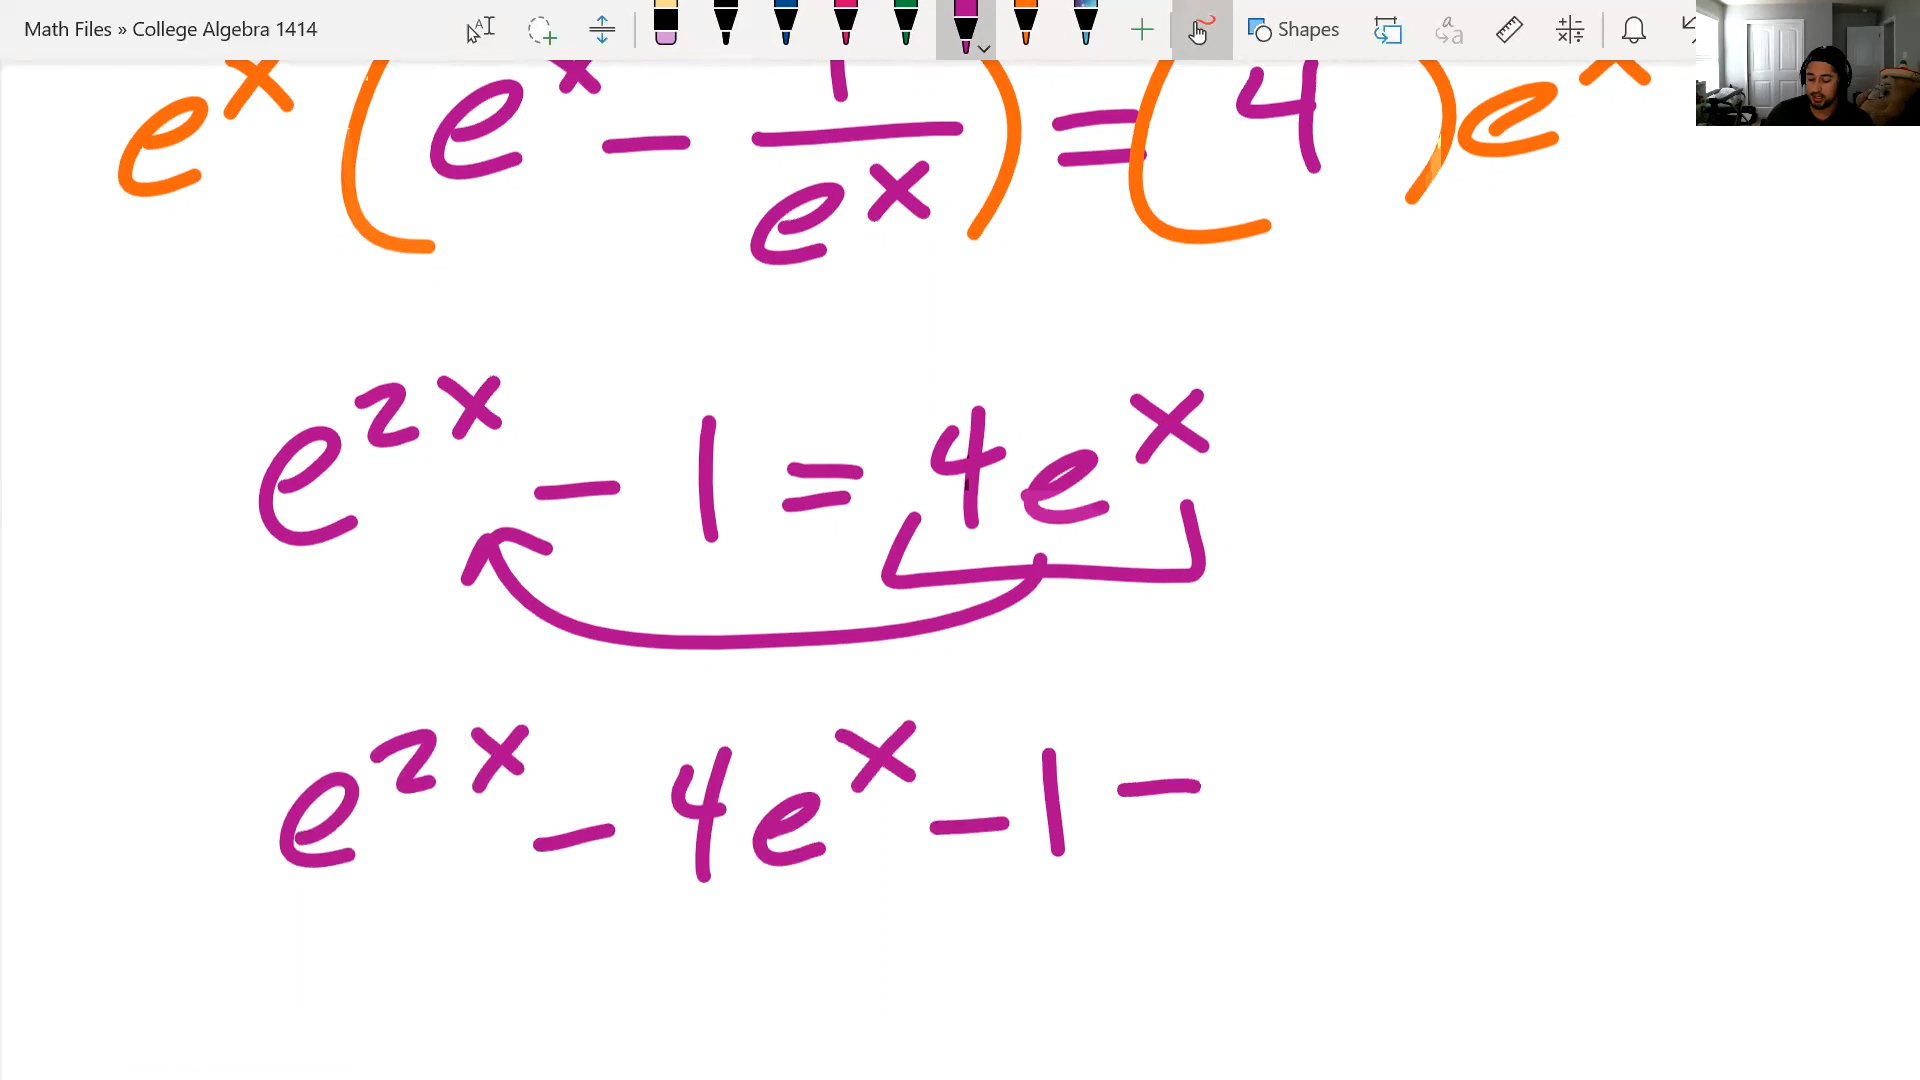 Math Files » College Algebra 1414
Shapes
e^x (e^x - 1/e^x) = (4) e^x
e^2x - 1 = 4e^x
e^2x - 4e^x - 1 -